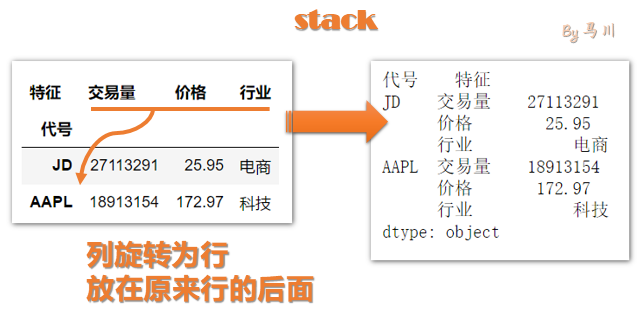 stack
By 马川
特征 交易量 价格 行业
代号
JD 27113291 25.95 电商
AAPL 18913154 172.97 科技
列旋转为行
放在原来行的后面
代号 特征
JD 交易量 27113291
价格 25.95
行业 电商
AAPL 交易量 18913154
价格 172.97
行业 科技
dtype: object